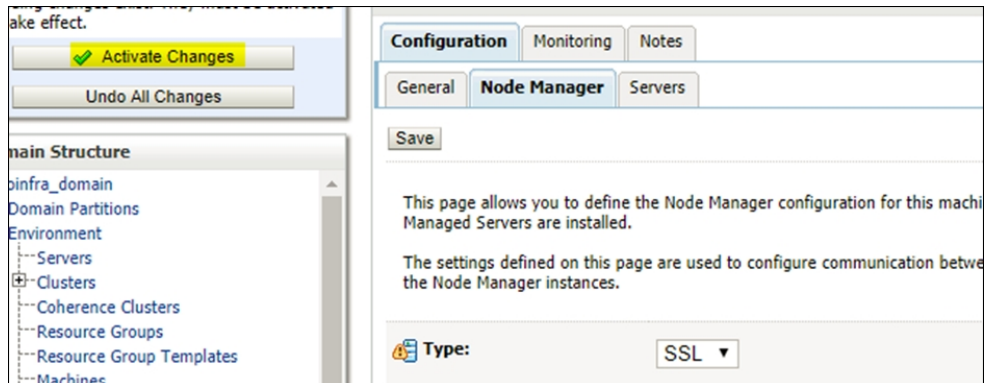 ake effect.
Activate Changes
Undo All Changes
main Structure
oinfra_domain
Domain Partitions
Environment
Servers
Clusters
Coherence Clusters
Resource Groups
Resource Group Templates
Machines
Configuration Monitoring Notes
General Node Manager Servers
Save
This page allows you to define the Node Manager configuration for this machi
Managed Servers are installed.
The settings defined on this page are used to configure communication betwe
the Node Manager instances.
Type: SSL